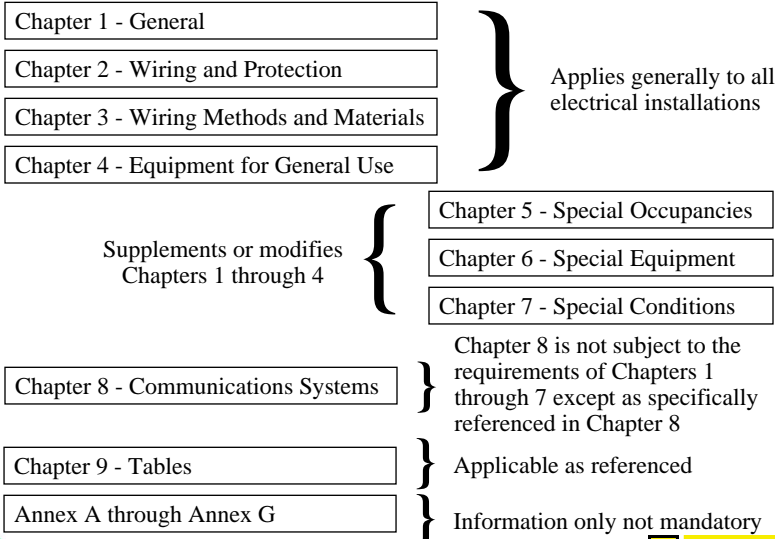 Chapter 1 - General
Chapter 2 - Wiring and Protection
Chapter 3 - Wiring Methods and Materials
Chapter 4 - Equipment for General Use
Applies generally to all
electrical installations
Supplements or modifies
Chapters 1 through 4
Chapter 5 - Special Occupancies
Chapter 6 - Special Equipment
Chapter 7 - Special Conditions
Chapter 8 - Communications Systems
Chapter 8 is not subject to the
requirements of Chapters 1
through 7 except as specifically
referenced in Chapter 8
Chapter 9 - Tables
Applicable as referenced
Annex A through Annex G
Information only not mandatory